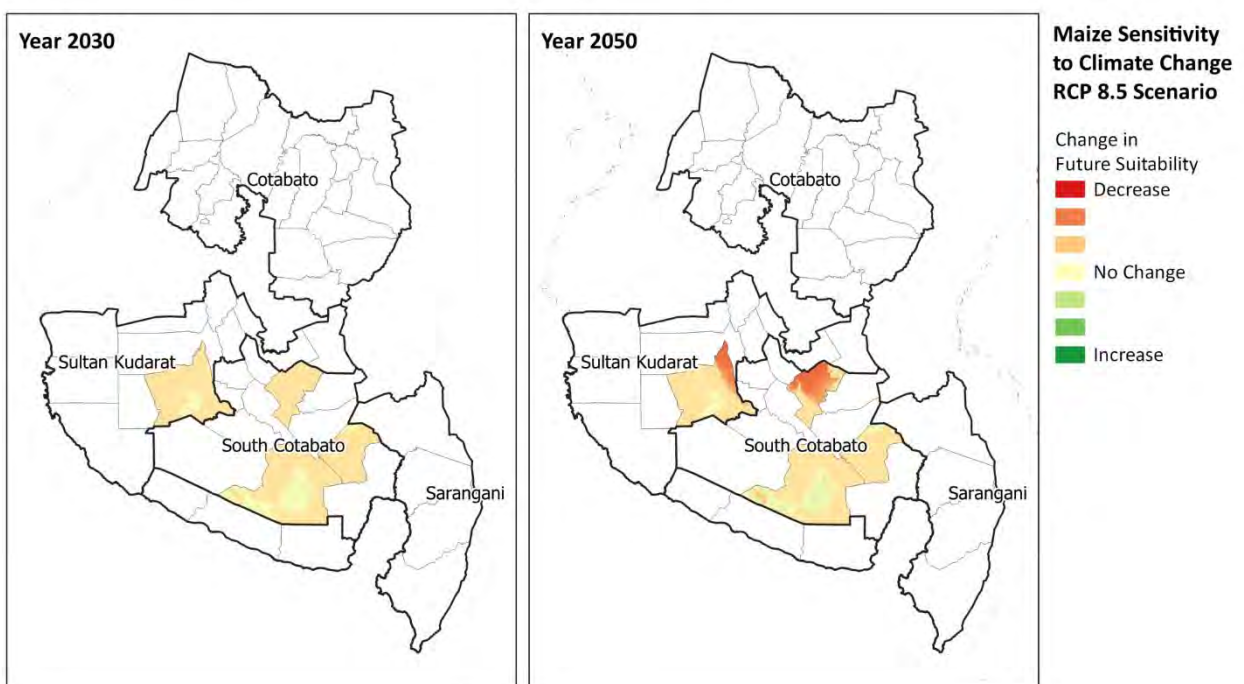 Year 2030
Cotabato
Sultan Kudarat
South Cotabato
Sarangani
Year 2050
Cotabato
Sultan Kudarat
South Cotabato
Sarangani
Maize Sensitivity
to Climate Change
RCP 8.5 Scenario
Change in
Future Suitability
Decrease
No Change
Increase